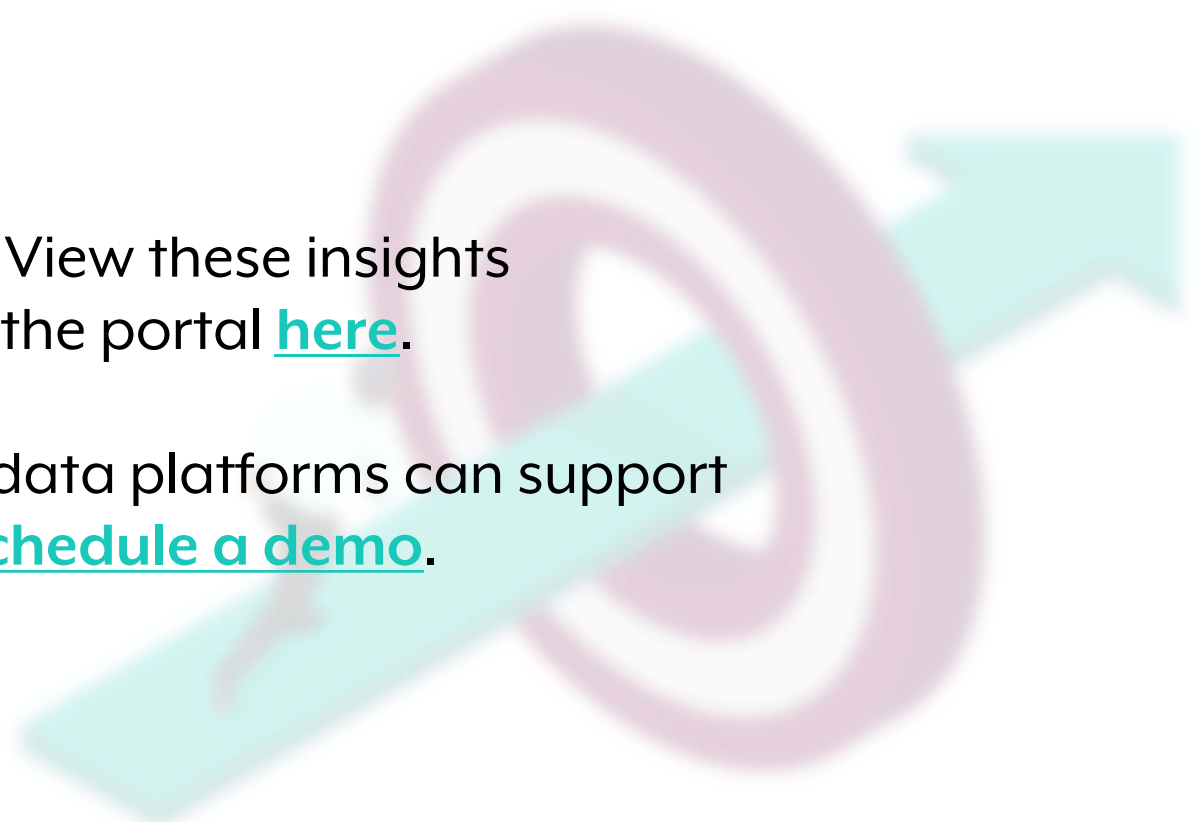 View these insights
the portal here.
data platforms can support
chedule a demo.